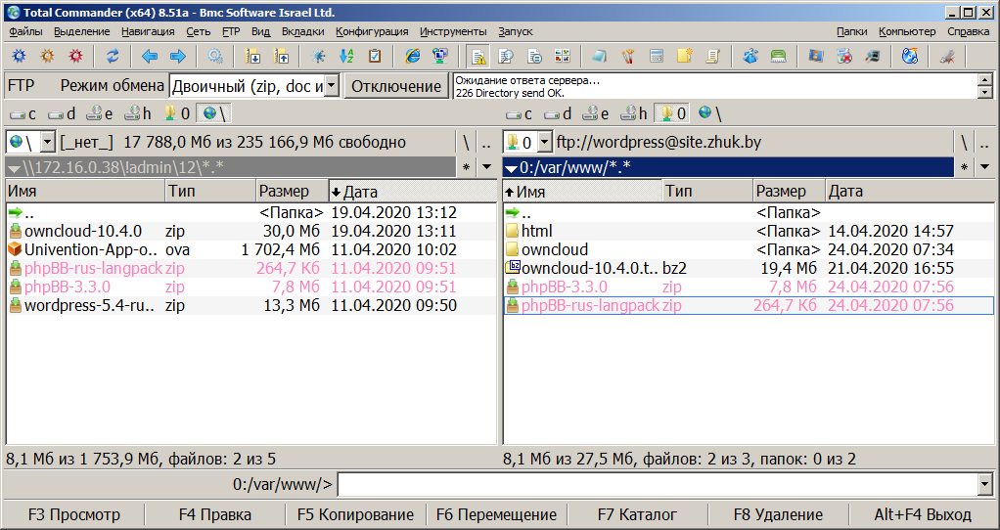 Total Commander (x64) 8.51a - Bmc Software Israel Ltd.
Файлы Выделение Навигация Сеть FTP Вид Вкладки Конфигурация Инструменты Запуск Папки Компьютер Справка
FTP Режим обмена Двоичный (zip, doc и Отключение
Ожидание ответа сервера...
226 Directory send OK.
c d e h 0 \
c d e h 0 \
\ [_нет_] 17 788,0 Мб из 235 166,9 Мб свободно \ ..
0 ftp://wordpress@site.zhuk.by \ ..
\\172.16.0.38\!admin\12\*.* *
0:/var/www/*.* *
Имя Тип Размер Дата
.. <Папка> 19.04.2020 13:12
owncloud-10.4.0 zip 30,0 Мб 19.04.2020 13:11
Univention-App-o.. ova 1 702,4 Мб 11.04.2020 10:02
phpBB-rus-langpack zip 264,7 Кб 11.04.2020 09:51
phpBB-3.3.0 zip 7,8 Мб 11.04.2020 09:51
wordpress-5.4-ru.. zip 13,3 Мб 11.04.2020 09:50
8,1 Мб из 1 753,9 Мб, файлов: 2 из 5
Имя Тип Размер Дата
.. <Папка>
html <Папка> 14.04.2020 14:57
owncloud <Папка> 24.04.2020 07:34
owncloud-10.4.0.t.. bz2 19,4 Мб 21.04.2020 16:55
phpBB-3.3.0 zip 7,8 Мб 24.04.2020 07:56
phpBB-rus-langpack zip 264,7 Кб 24.04.2020 07:56
8,1 Мб из 27,5 Мб, файлов: 2 из 3, папок: 0 из 2
0:/var/www/>
F3 Просмотр F4 Правка F5 Копирование F6 Перемещение F7 Каталог F8 Удаление Alt+F4 Выход